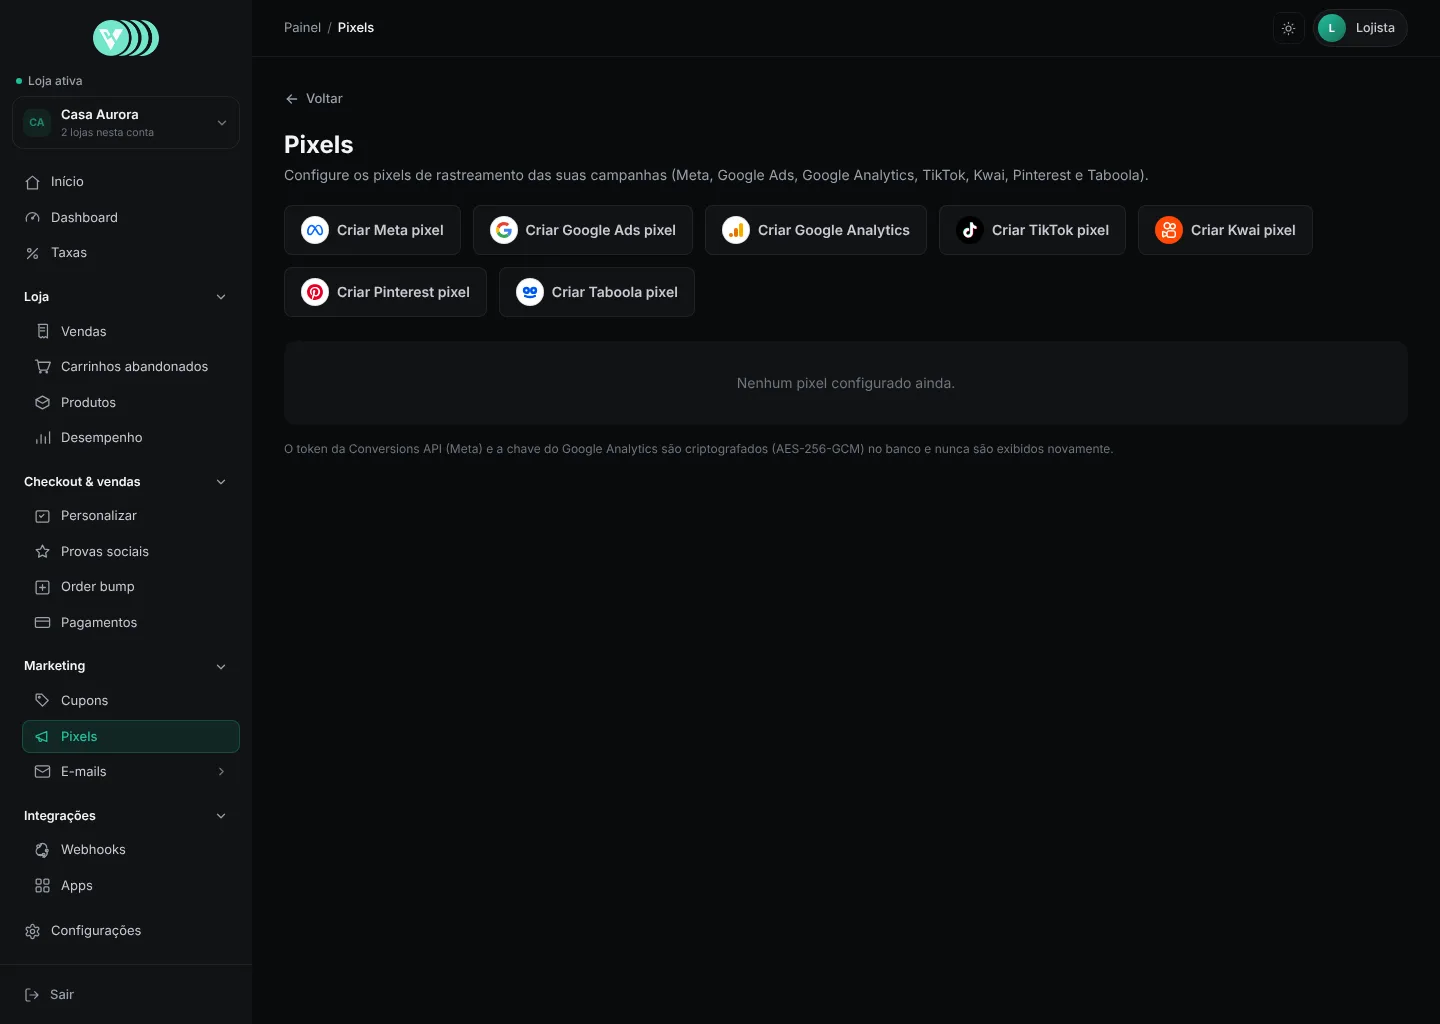 Loja ativa
CA
Casa Aurora
2 lojas nesta conta
Início
Dashboard
Taxas
Loja
Vendas
Carrinhos abandonados
Produtos
Desempenho
Checkout & vendas
Personalizar
Provas sociais
Order bump
Pagamentos
Marketing
Cupons
Pixels
E-mails
Integrações
Webhooks
Apps
Configurações
Sair
Painel / Pixels
L Lojista
Voltar
Pixels
Configure os pixels de rastreamento das suas campanhas (Meta, Google Ads, Google Analytics, TikTok, Kwai, Pinterest e Taboola).
Criar Meta pixel
Criar Google Ads pixel
Criar Google Analytics
Criar TikTok pixel
Criar Kwai pixel
Criar Pinterest pixel
Criar Taboola pixel
Nenhum pixel configurado ainda.
O token da Conversions API (Meta) e a chave do Google Analytics são criptografados (AES-256-GCM) no banco e nunca são exibidos novamente.